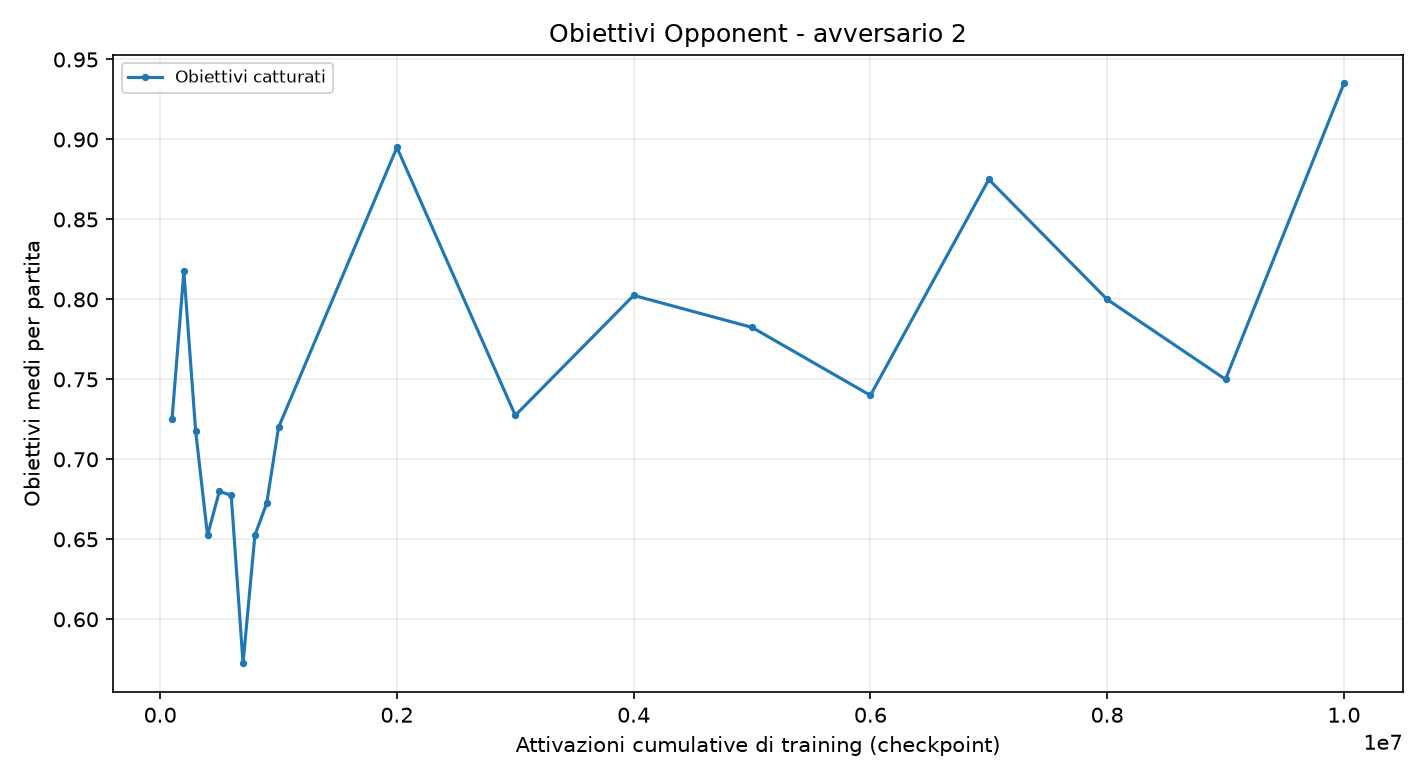 Obiettivi Opponent - avversario 2
Obiettivi catturati
Obiettivi medi per partita
0.95
0.90
0.85
0.80
0.75
0.70
0.65
0.60
0.0 0.2 0.4 0.6 0.8 1.0
1e7
Attivazioni cumulative di training (checkpoint)